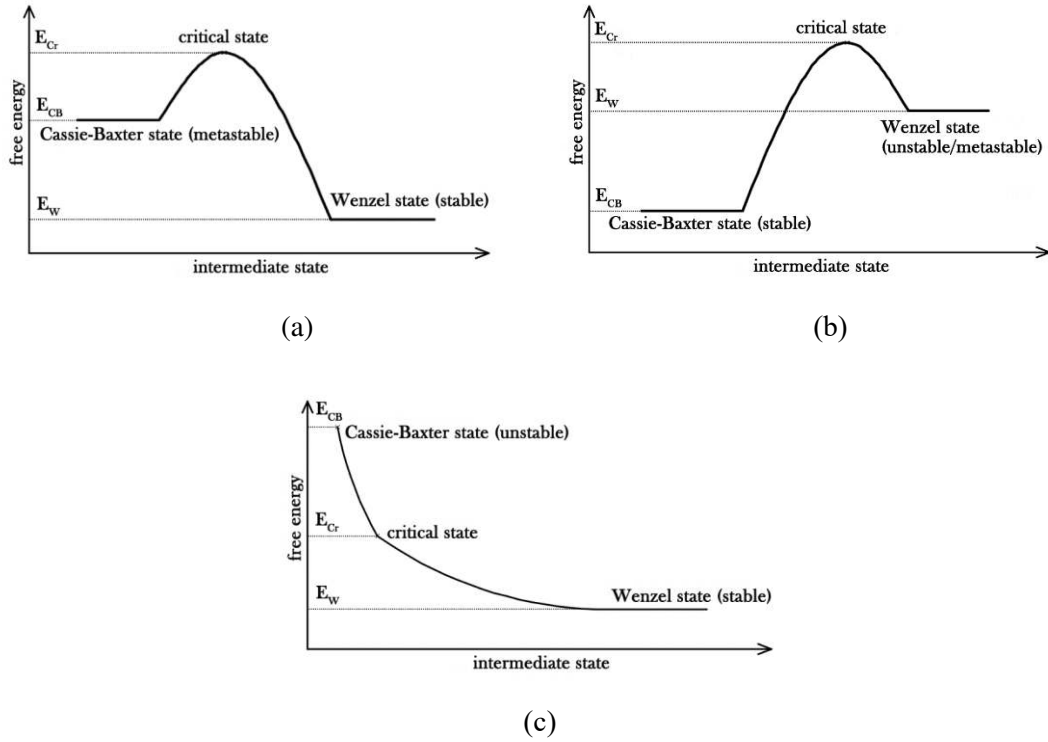 E_Cr
critical state
E_CB
Cassie-Baxter state (metastable)
E_W
Wenzel state (stable)
free energy
intermediate state
(a)
E_Cr
critical state
E_W
Wenzel state
(unstable/metastable)
E_CB
Cassie-Baxter state (stable)
free energy
intermediate state
(b)
E_CB
Cassie-Baxter state (unstable)
E_Cr
critical state
E_W
Wenzel state (stable)
free energy
intermediate state
(c)